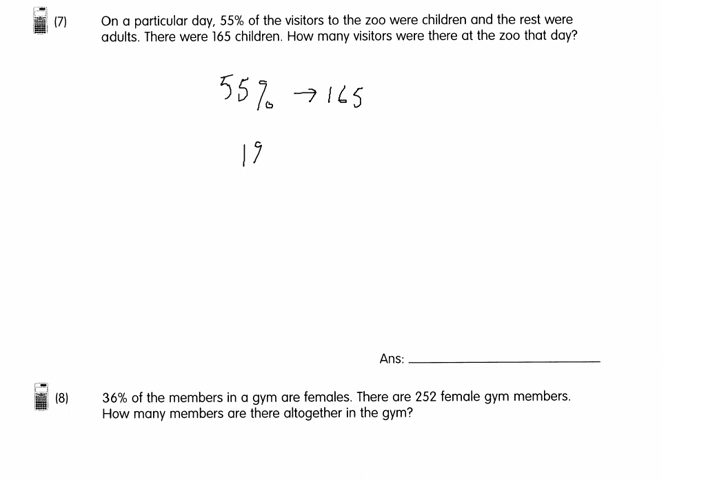 (7) On a particular day, 55% of the visitors to the zoo were children and the rest were
adults. There were 165 children. How many visitors were there at the zoo that day?
55% → 165
19
Ans:
(8) 36% of the members in a gym are females. There are 252 female gym members.
How many members are there altogether in the gym?